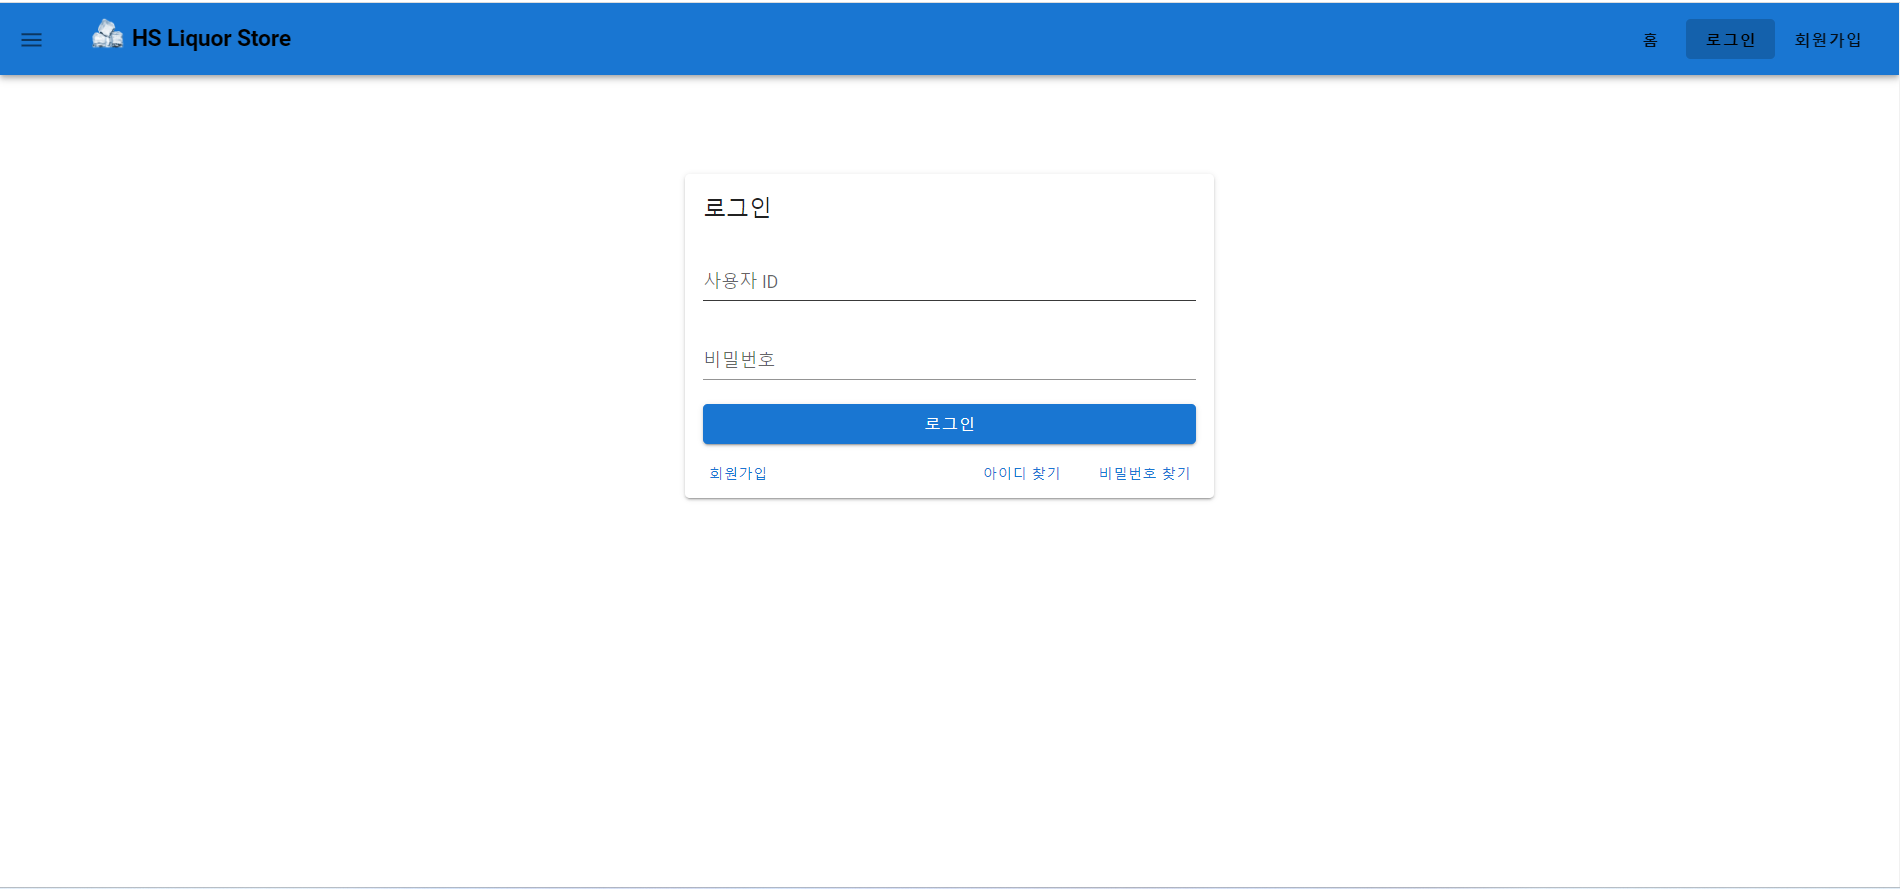 HS Liquor Store
홈 로그인 회원가입
로그인
사용자 ID
비밀번호
로그인
회원가입 아이디 찾기 비밀번호 찾기